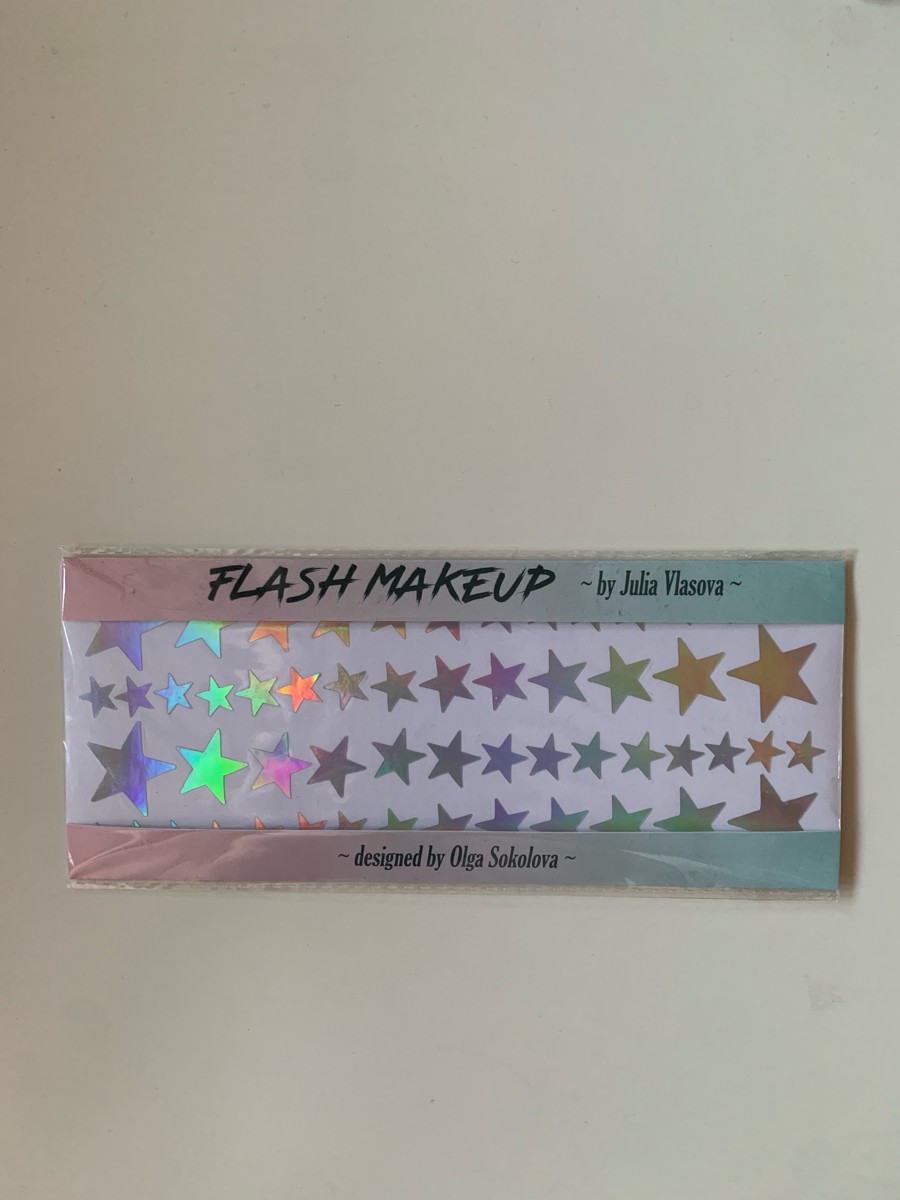 FLASH MAKEUP ~ by Julia Vlasova ~
~ designed by Olga Sokolova ~